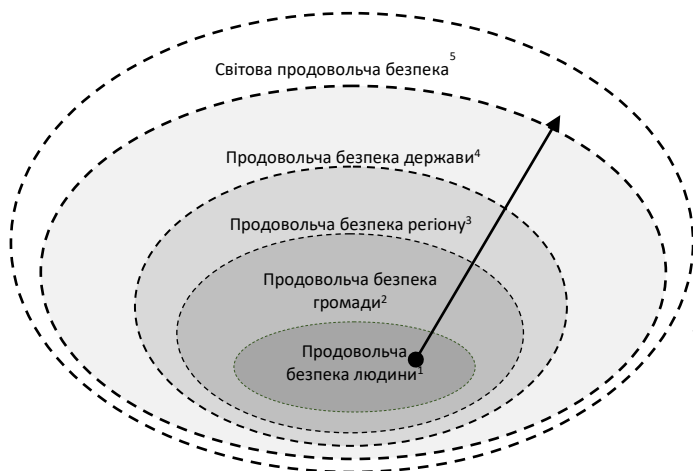 Світова продовольча безпека⁵
Продовольча безпека держави⁴
Продовольча безпека регіону³
Продовольча безпека
громади²
Продовольча
безпека людини¹